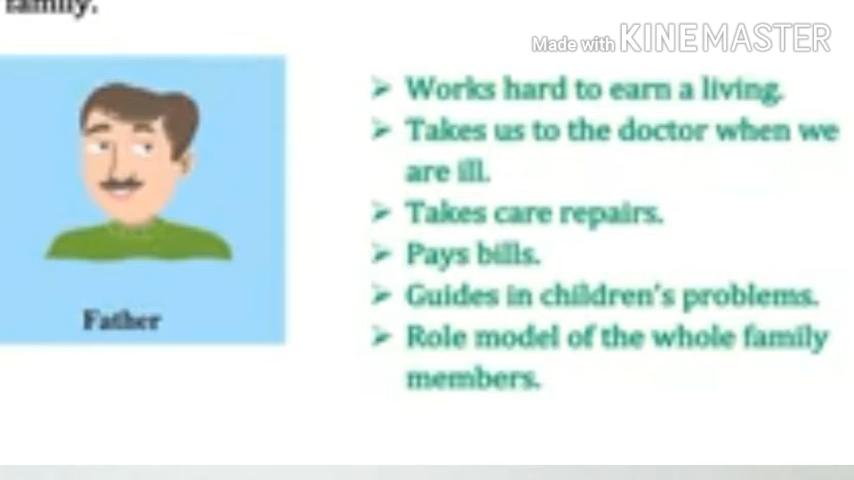 family.
Made with KINEMASTER
➢ Works hard to earn a living.
➢ Takes us to the doctor when we
are ill.
➢ Takes care repairs.
➢ Pays bills.
➢ Guides in children's problems.
➢ Role model of the whole family
members.
Father